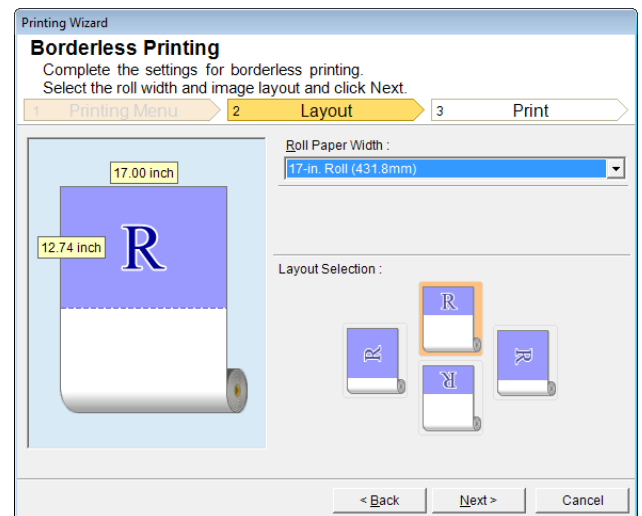 Printing Wizard
Borderless Printing
Complete the settings for borderless printing.
Select the roll width and image layout and click Next.
1 Printing Menu 2 Layout 3 Print
Roll Paper Width :
17-in. Roll (431.8mm)
17.00 inch
12.74 inch
R
Layout Selection :
R
R
R
R
< Back Next > Cancel